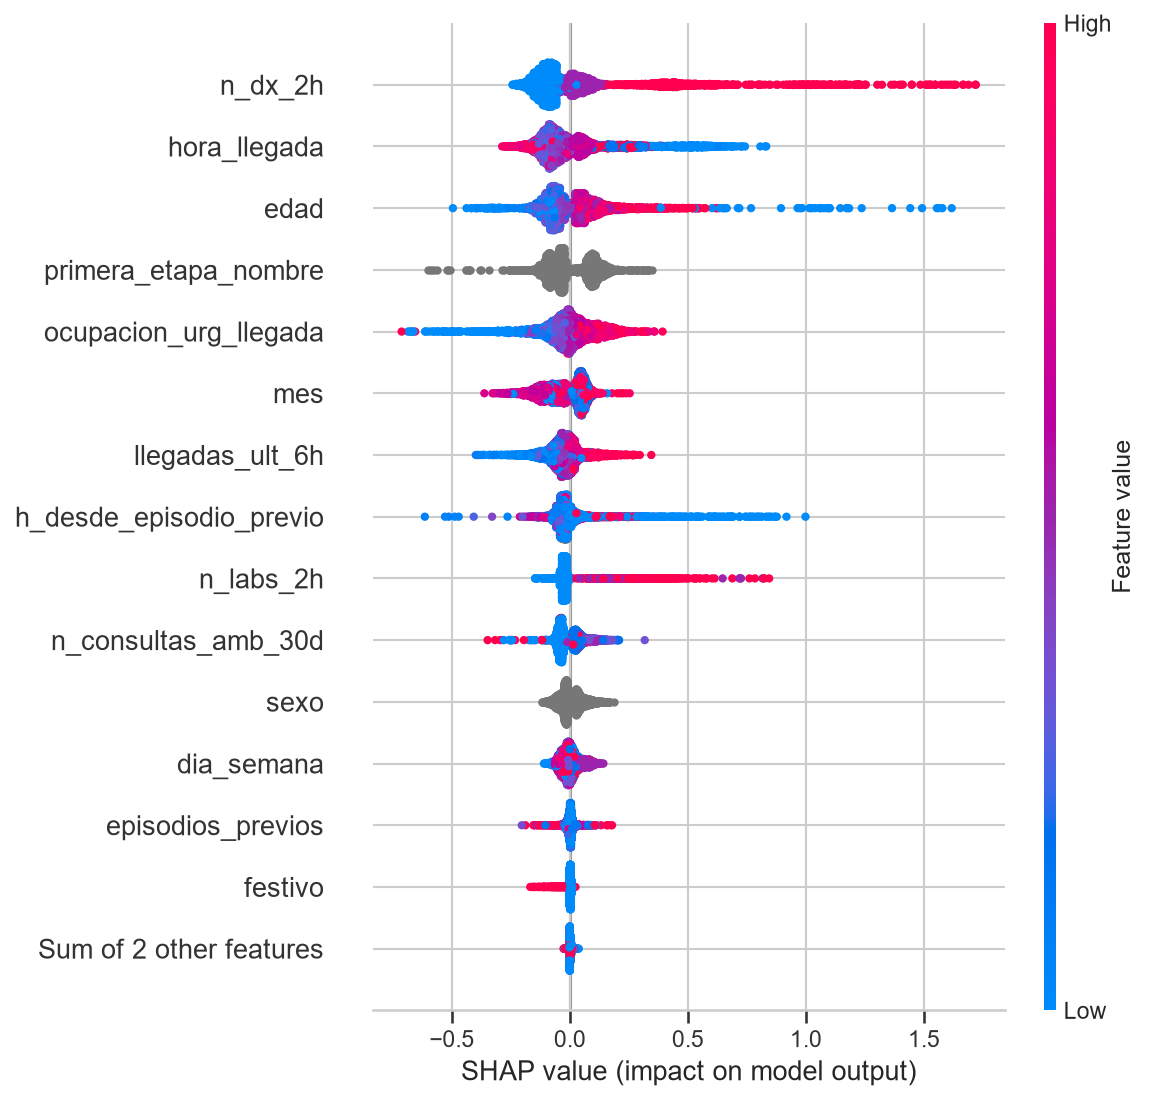 High
n_dx_2h
hora_llegada
edad
primera_etapa_nombre
ocupacion_urg_llegada
mes
llegadas_ult_6h
h_desde_episodio_previo
n_labs_2h
n_consultas_amb_30d
sexo
dia_semana
episodios_previos
festivo
Sum of 2 other features
Feature value
Low
−0.5 0.0 0.5 1.0 1.5
SHAP value (impact on model output)